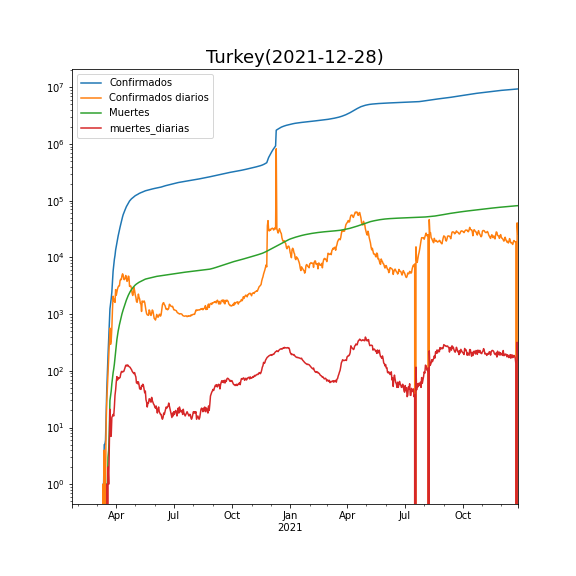 Turkey(2021-12-28)
Confirmados
Confirmados diarios
Muertes
muertes_diarias
10⁷
10⁶
10⁵
10⁴
10³
10²
10¹
10⁰
Apr Jul Oct Jan Apr Jul Oct
2021